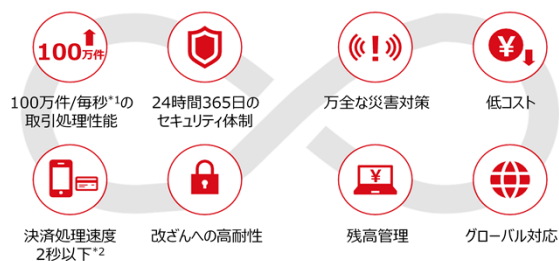 100万件
100万件/毎秒*1の
取引処理性能
24時間365日の
セキュリティ体制
万全な災害対策
¥
低コスト
決済処理速度
2秒以下*2
改ざんへの高耐性
¥
残高管理
グローバル対応